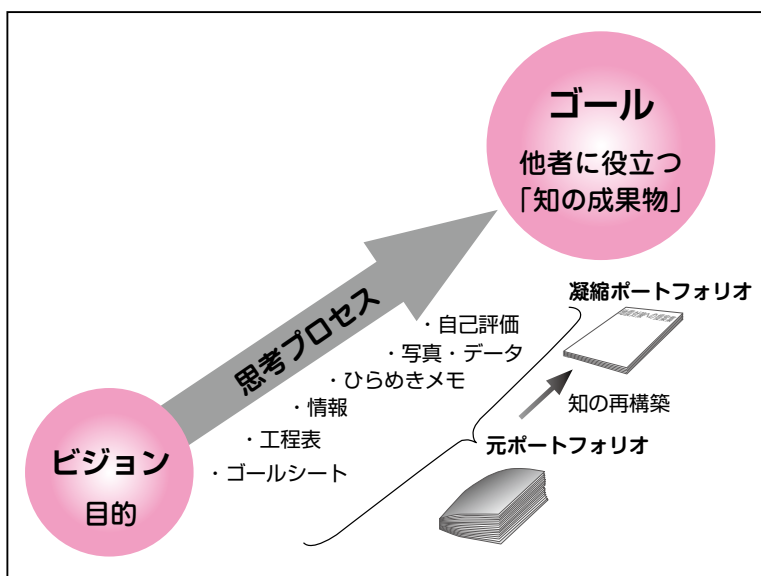 ゴール
他者に役立つ
「知の成果物」
思考プロセス
凝縮ポートフォリオ
・自己評価
・写真・データ
・ひらめきメモ
・情報
・工程表
・ゴールシート
知の再構築
元ポートフォリオ
ビジョン
目的